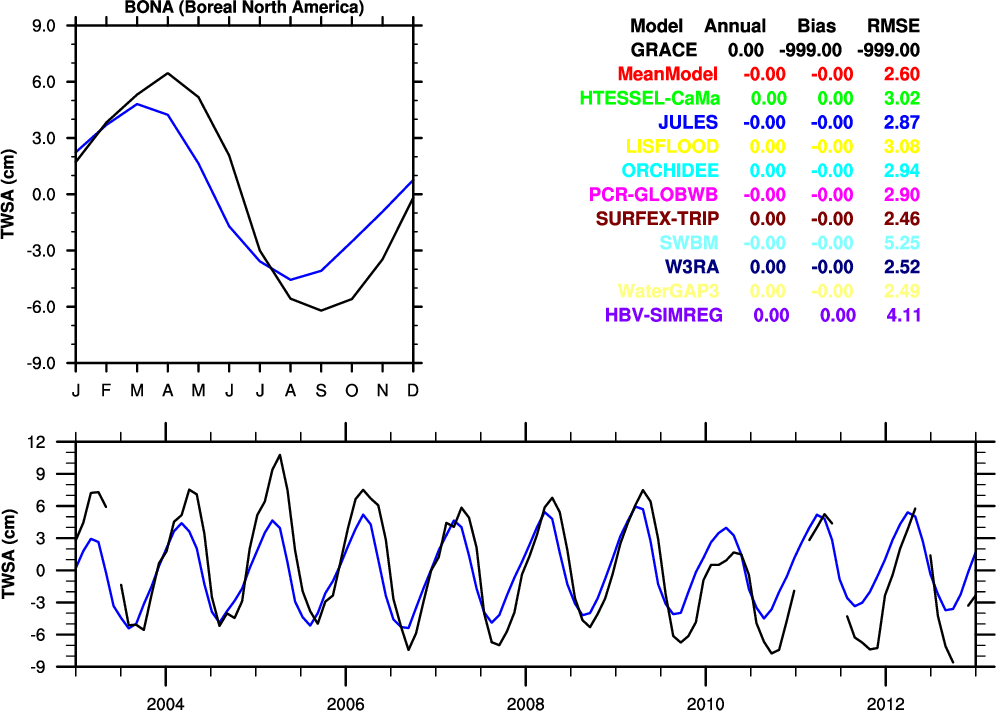 BONA (Boreal North America)
9.0
6.0
3.0
0.0
-3.0
-6.0
-9.0
TWSA (cm)
J F M A M J J A S O N D
Model Annual Bias RMSE
GRACE 0.00 -999.00 -999.00
MeanModel -0.00 -0.00 2.60
HTESSEL-CaMa 0.00 0.00 3.02
JULES -0.00 -0.00 2.87
LISFLOOD 0.00 -0.00 3.08
ORCHIDEE 0.00 -0.00 2.94
PCR-GLOBWB -0.00 -0.00 2.90
SURFEX-TRIP 0.00 -0.00 2.46
SWBM -0.00 -0.00 5.25
W3RA 0.00 -0.00 2.52
WaterGAP3 0.00 -0.00 2.49
HBV-SIMREG 0.00 0.00 4.11
12
9
6
3
0
-3
-6
-9
TWSA (cm)
2004 2006 2008 2010 2012